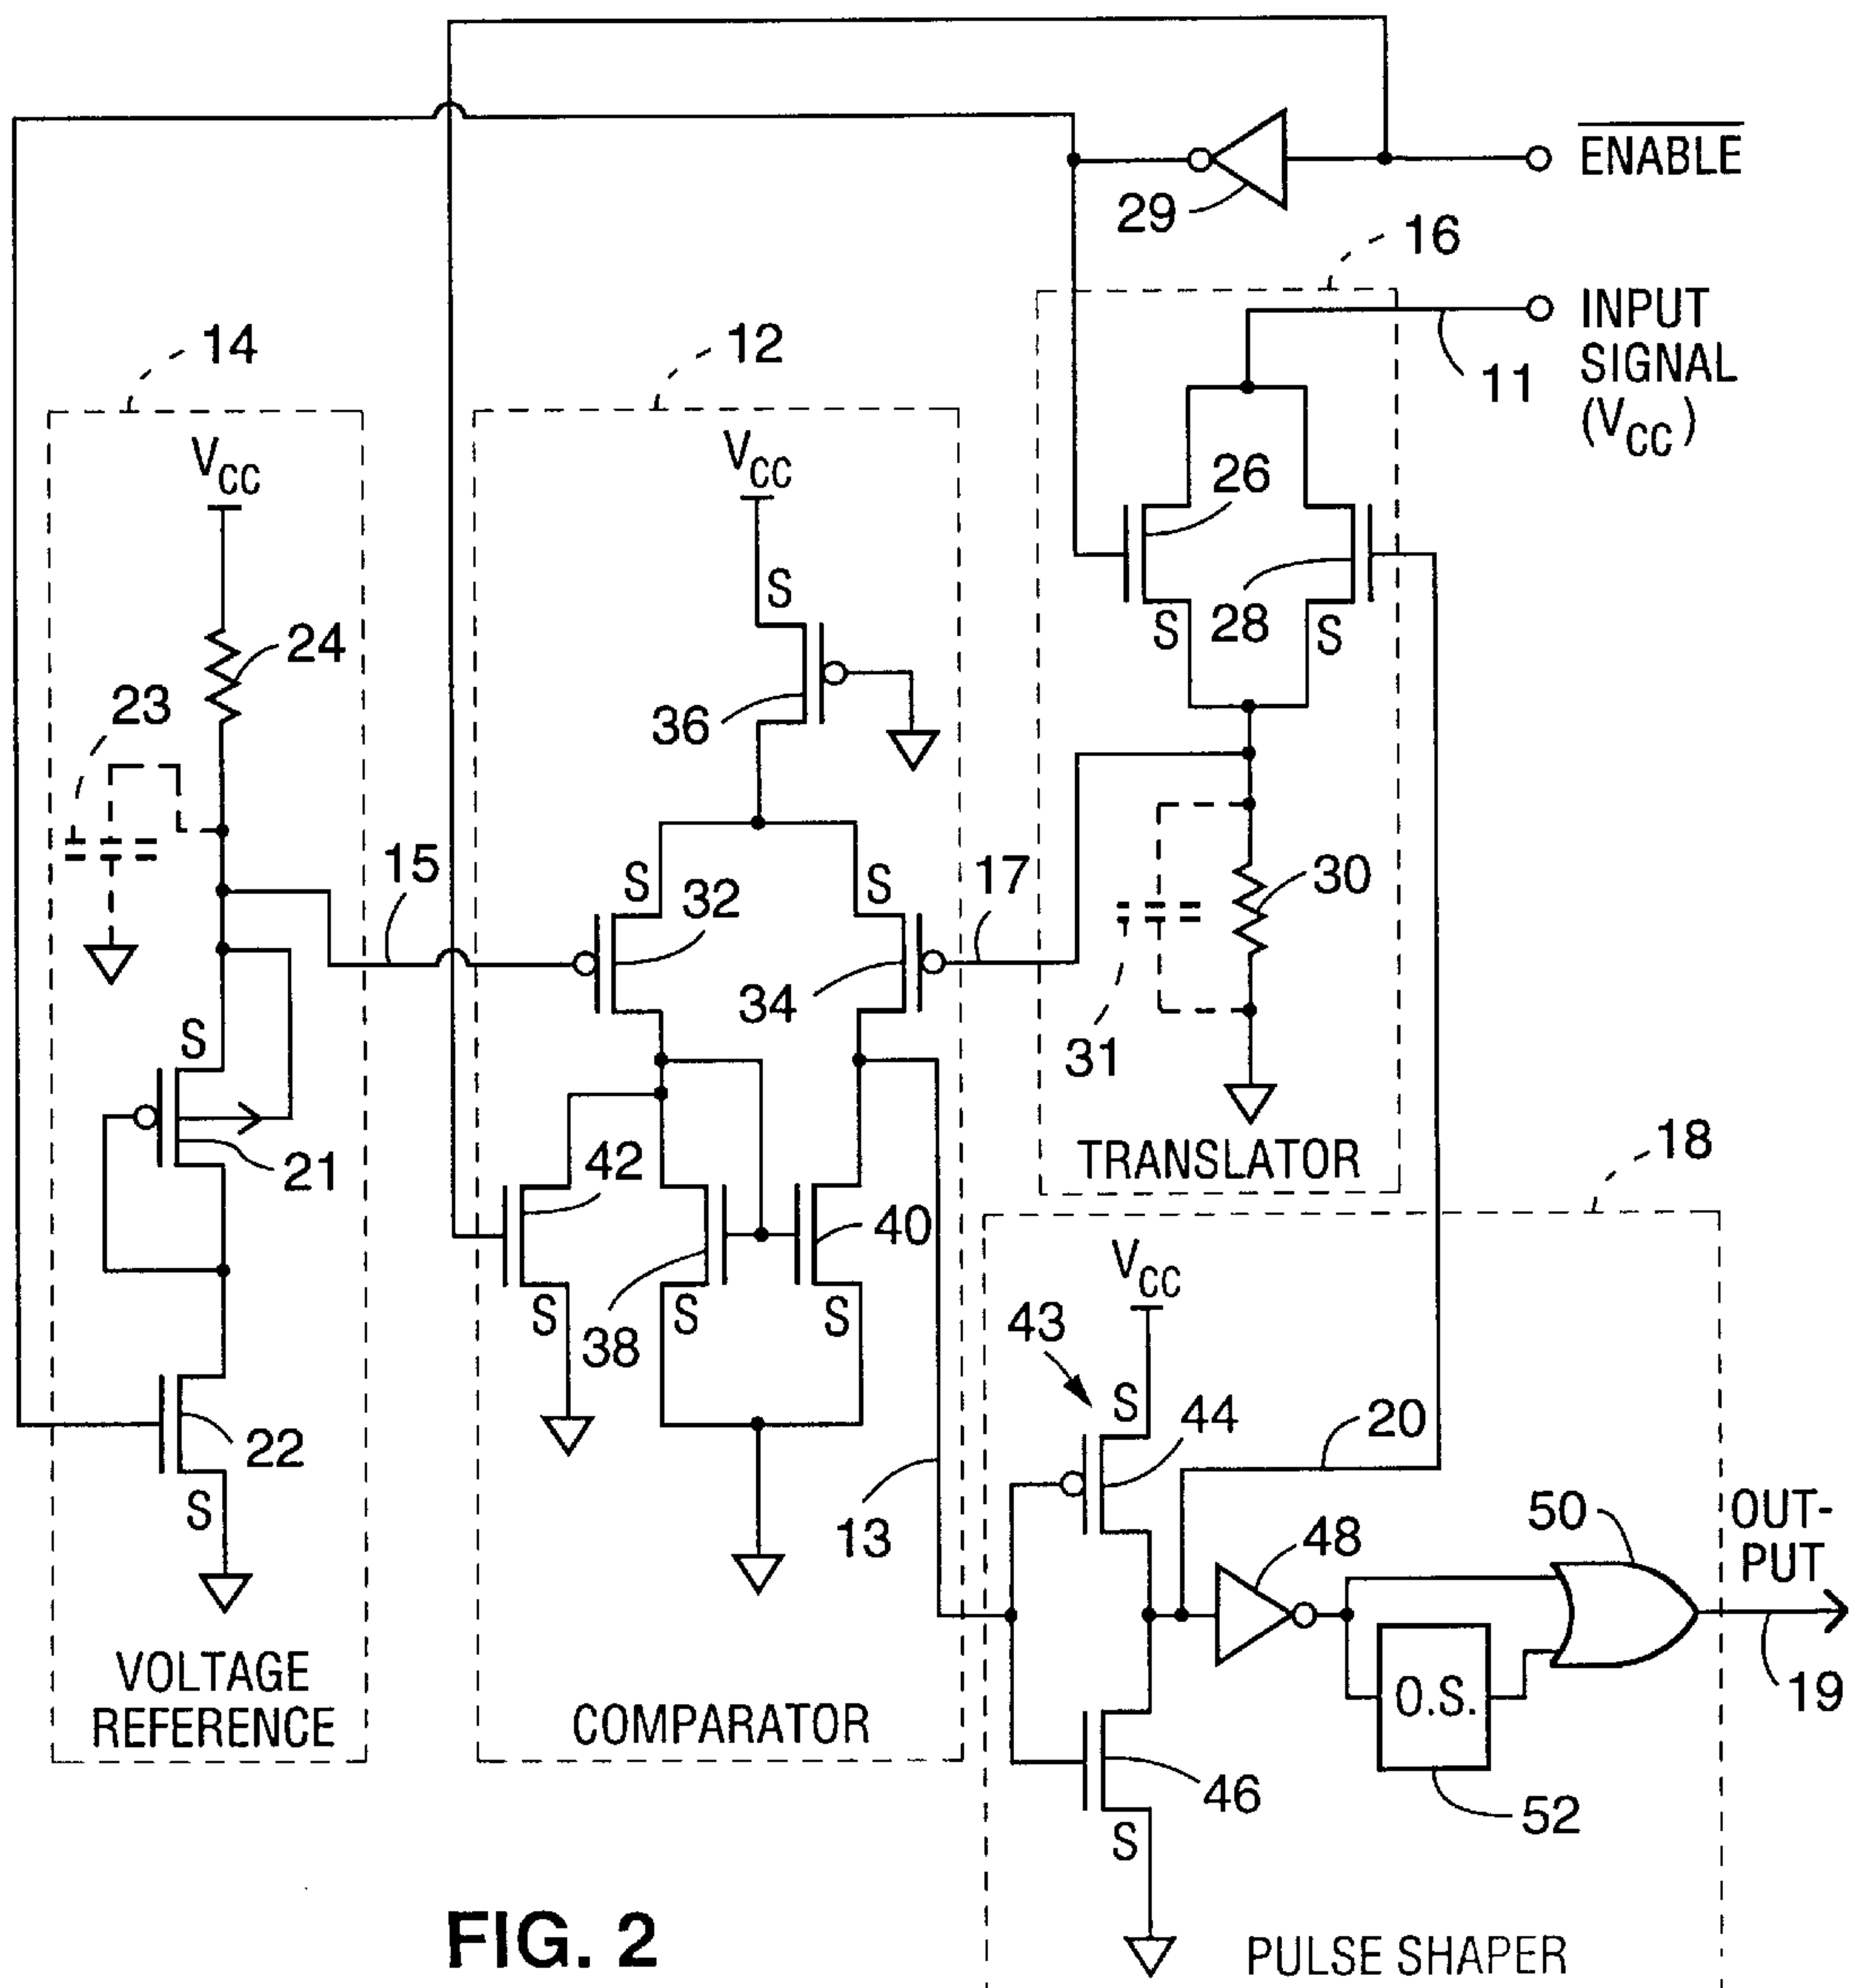 ENABLE
29
16
INPUT
SIGNAL
(VCC)
11
14
12
VCC
VCC
26
S
24
28
S
S
23
36
15
S
32
S
17
30
34
S
31
21
TRANSLATOR
18
42
40
VCC
S
38
S
S
43
S
44
20
22
S
13
48
50
OUT-
PUT
VOLTAGE
REFERENCE
COMPARATOR
O.S.
19
46
52
S
FIG. 2
PULSE SHAPER